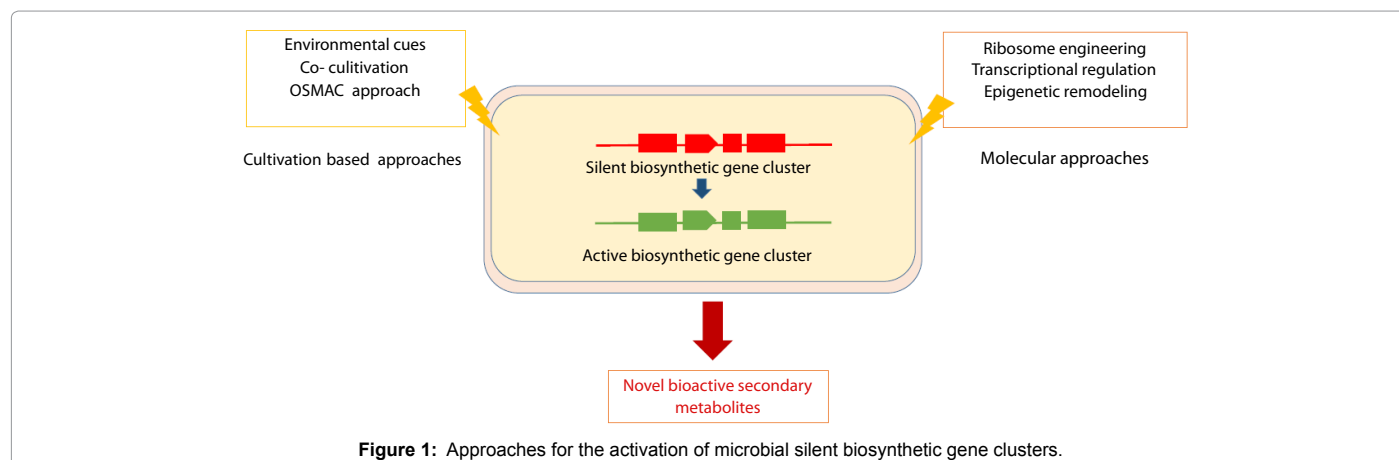 Environmental cues
Co- culitivation
OSMAC approach
Cultivation based approaches
Ribosome engineering
Transcriptional regulation
Epigenetic remodeling
Molecular approaches
Silent biosynthetic gene cluster
Active biosynthetic gene cluster
Novel bioactive secondary
metabolites
Figure 1: Approaches for the activation of microbial silent biosynthetic gene clusters.